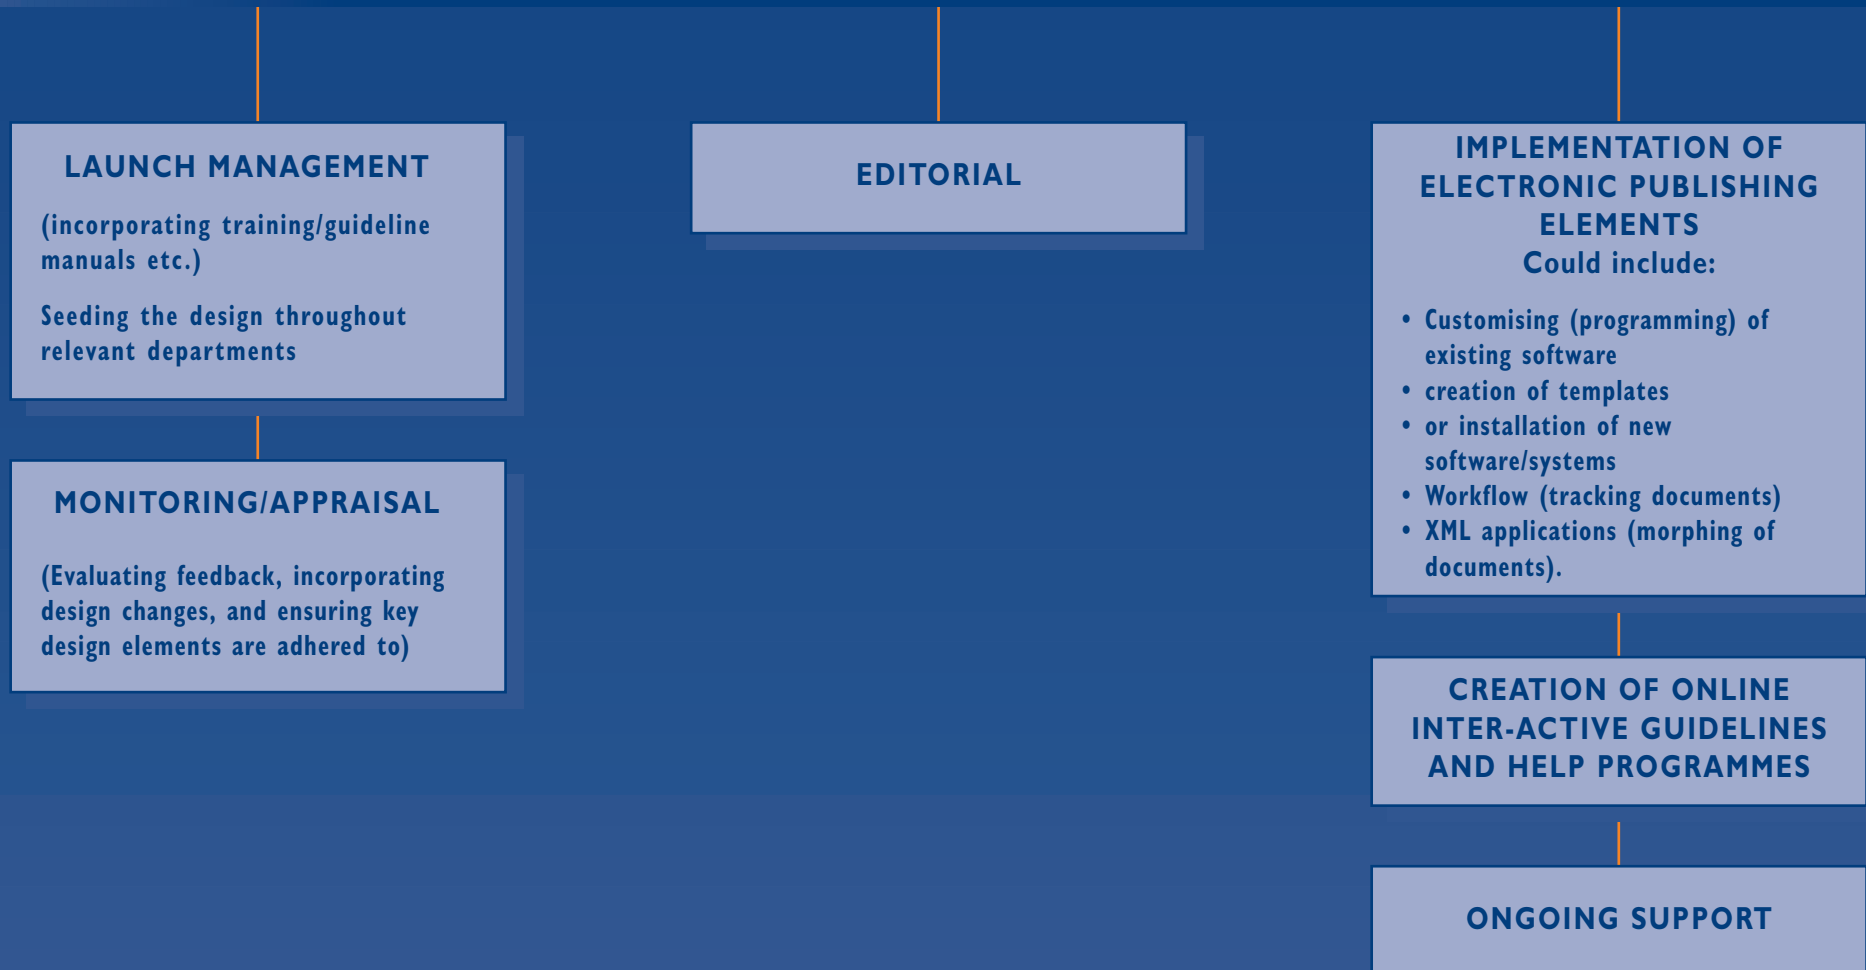 LAUNCH MANAGEMENT
(incorporating training/guideline
manuals etc.)
Seeding the design throughout
relevant departments
MONITORING/APPRAISAL
(Evaluating feedback, incorporating
design changes, and ensuring key
design elements are adhered to)
EDITORIAL
IMPLEMENTATION OF
ELECTRONIC PUBLISHING
ELEMENTS
Could include:
• Customising (programming) of
existing software
• creation of templates
• or installation of new
software/systems
• Workflow (tracking documents)
• XML applications (morphing of
documents).
CREATION OF ONLINE
INTER-ACTIVE GUIDELINES
AND HELP PROGRAMMES
ONGOING SUPPORT